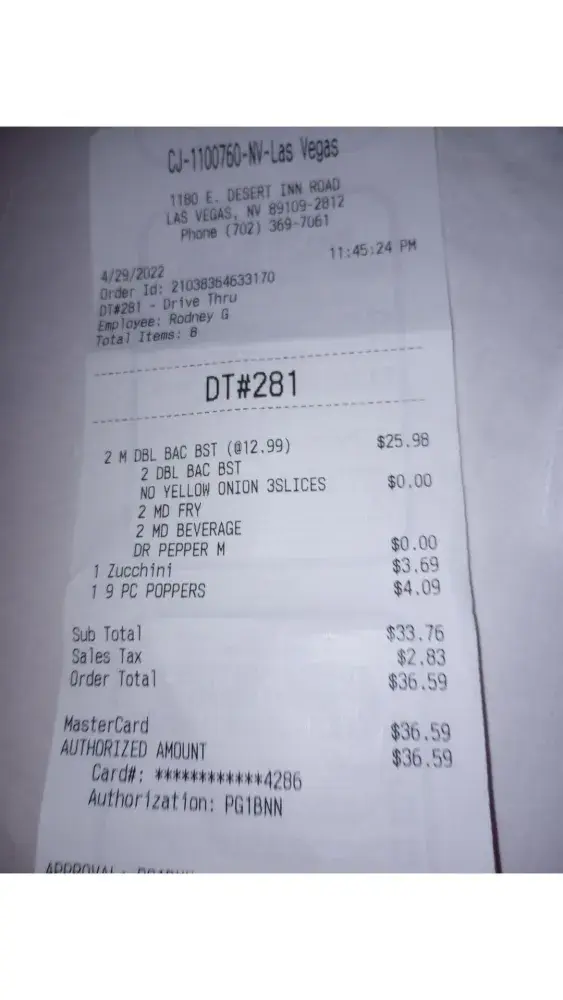 CJ-1100760-NV-Las Vegas
1180 E. DESERT INN ROAD
LAS VEGAS, NV 89109-2812
Phone (702) 369-7061
11:45:24 PM
4/29/2022
Order Id: 21038364633170
DT#281 - Drive Thru
Employee: Rodney G
Total Items: 8
DT#281
2 M DBL BAC BST (@12.99) $25.98
2 DBL BAC BST
NO YELLOW ONION 3SLICES $0.00
2 MD FRY
2 MD BEVERAGE
DR PEPPER M $0.00
1 Zucchini $3.69
1 9 PC POPPERS $4.09
Sub Total $33.76
Sales Tax $2.83
Order Total $36.59
MasterCard $36.59
AUTHORIZED AMOUNT $36.59
Card#: ************4286
Authorization: PG1BNN